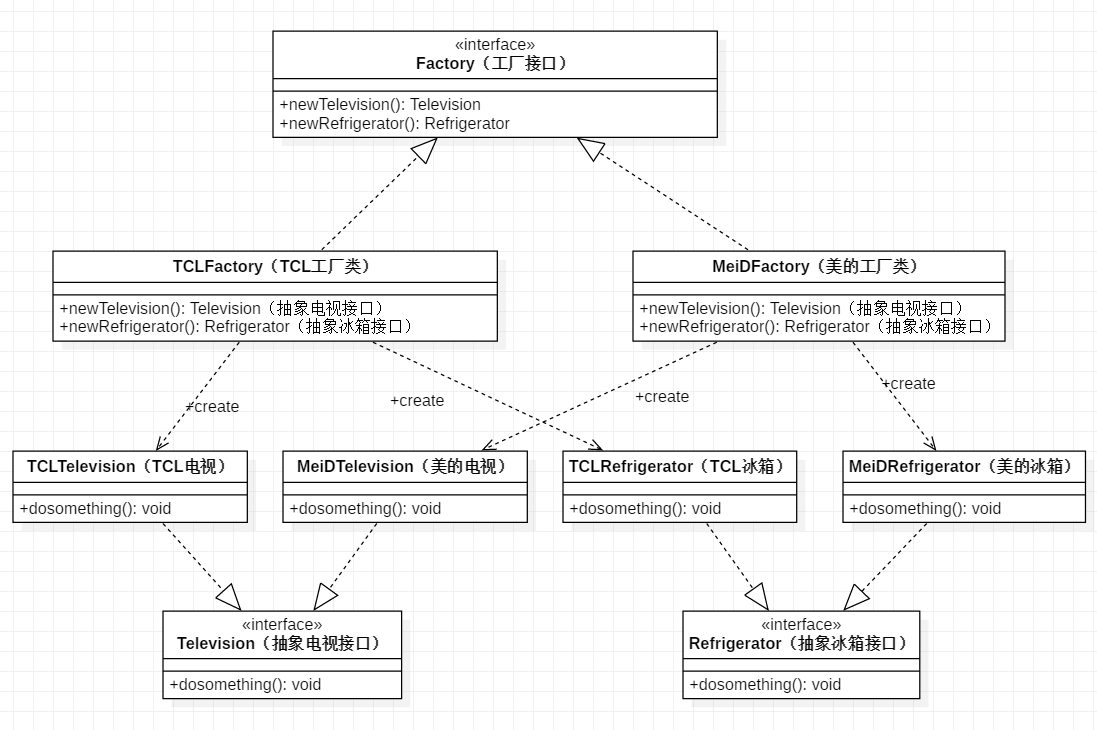 «interface»
Factory（工厂接口）
+newTelevision(): Television
+newRefrigerator(): Refrigerator
TCLFactory（TCL工厂类）
+newTelevision(): Television（抽象电视接口）
+newRefrigerator(): Refrigerator（抽象冰箱接口）
MeiDFactory（美的工厂类）
+newTelevision(): Television（抽象电视接口）
+newRefrigerator(): Refrigerator（抽象冰箱接口）
+create
+create
+create
+create
TCLTelevision（TCL电视）
+dosomething(): void
MeiDTelevision（美的电视）
+dosomething(): void
TCLRefrigerator（TCL冰箱）
+dosomething(): void
MeiDRefrigerator（美的冰箱）
+dosomething(): void
«interface»
Television（抽象电视接口）
+dosomething(): void
«interface»
Refrigerator（抽象冰箱接口）
+dosomething(): void